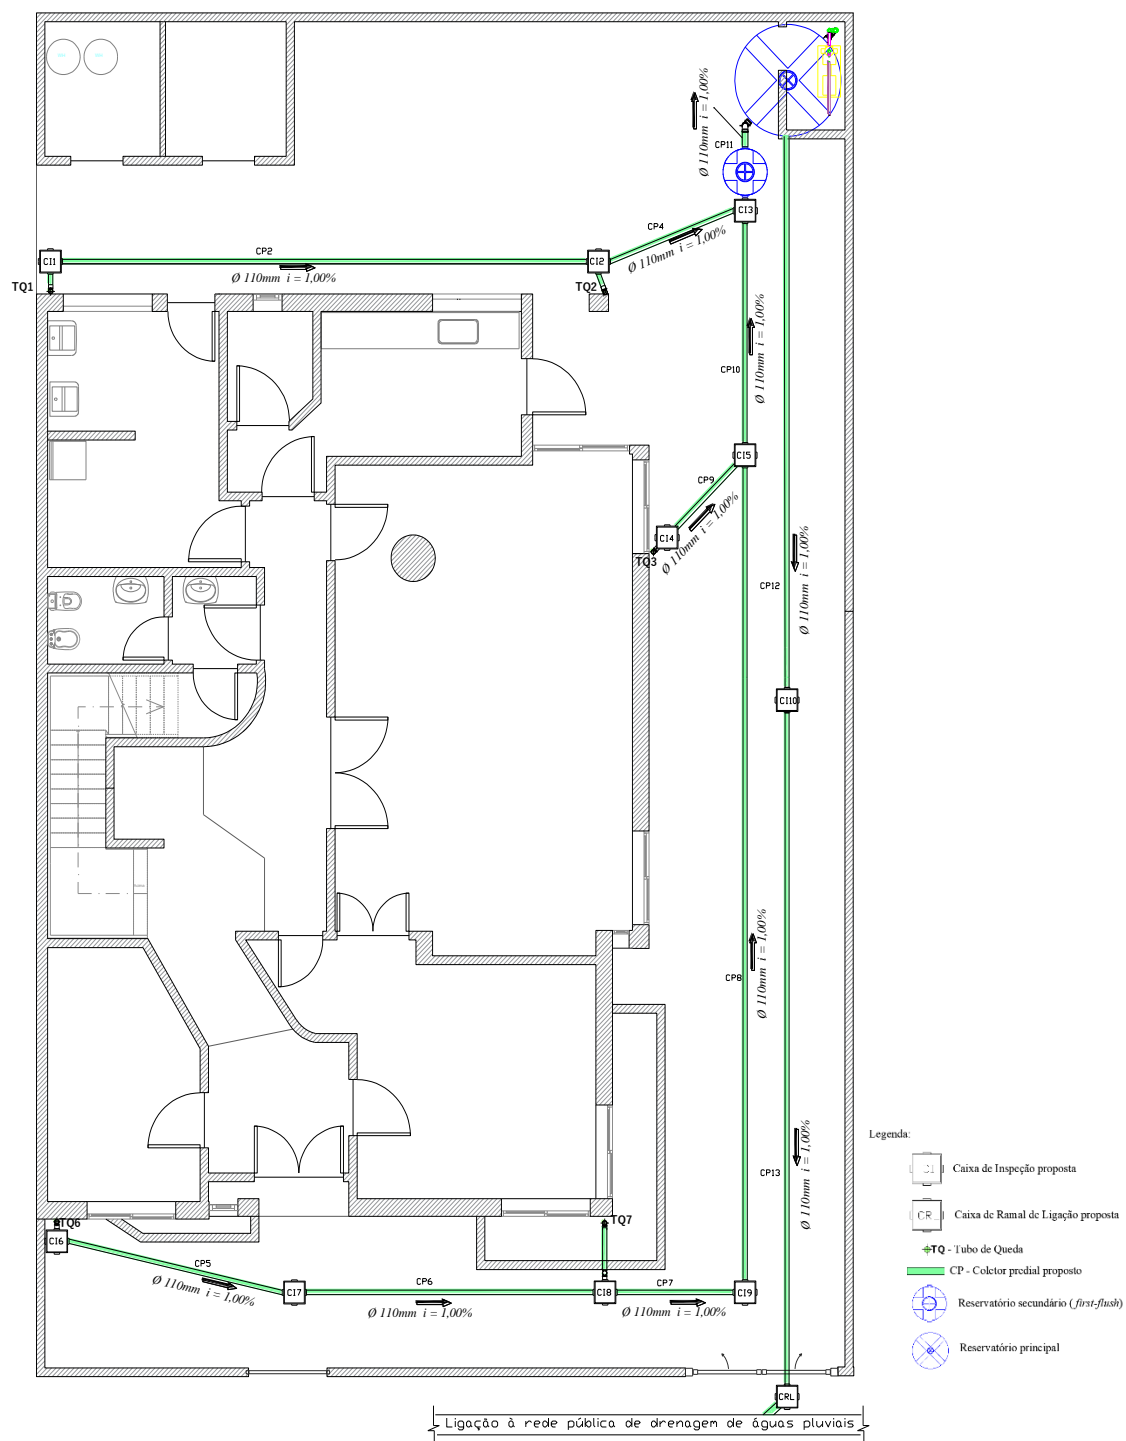 Ø 110mm i = 1,00%
CP11
CI3
CP4
Ø 110mm i = 1,00%
CP2
CI1
CI2
Ø 110mm i = 1,00%
TQ1
TQ2
CP10
Ø 110mm i = 1,00%
CI5
CP9
Ø 110mm i = 1,00%
CI4
TQ3
CP12
Ø 110mm i = 1,00%
CI10
CP8
Ø 110mm i = 1,00%
CP13
Ø 110mm i = 1,00%
TQ6
TQ7
CI6
CP5
Ø 110mm i = 1,00%
CI7
CP6
Ø 110mm i = 1,00%
CI8
CP7
Ø 110mm i = 1,00%
CI9
CRL
Ligação à rede pública de drenagem de águas pluviais
Legenda:
CI
Caixa de Inspeção proposta
CRL
Caixa de Ramal de Ligação proposta
TQ - Tubo de Queda
CP - Coletor predial proposto
Reservatório secundário ( first-flush)
Reservatório principal